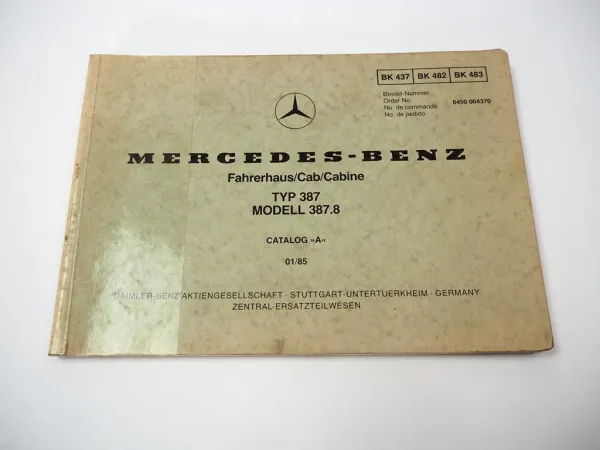 BK 437 BK 482 BK 483
Bestell-Nummer
Order No.
No. de commande
No. de pedido
6450 004370
MERCEDES-BENZ
Fahrerhaus/Cab/Cabine
TYP 387
MODELL 387.8
CATALOG »A«
01/85
DAIMLER-BENZ AKTIENGESELLSCHAFT · STUTTGART-UNTERTUERKHEIM · GERMANY
ZENTRAL-ERSATZTEILWESEN